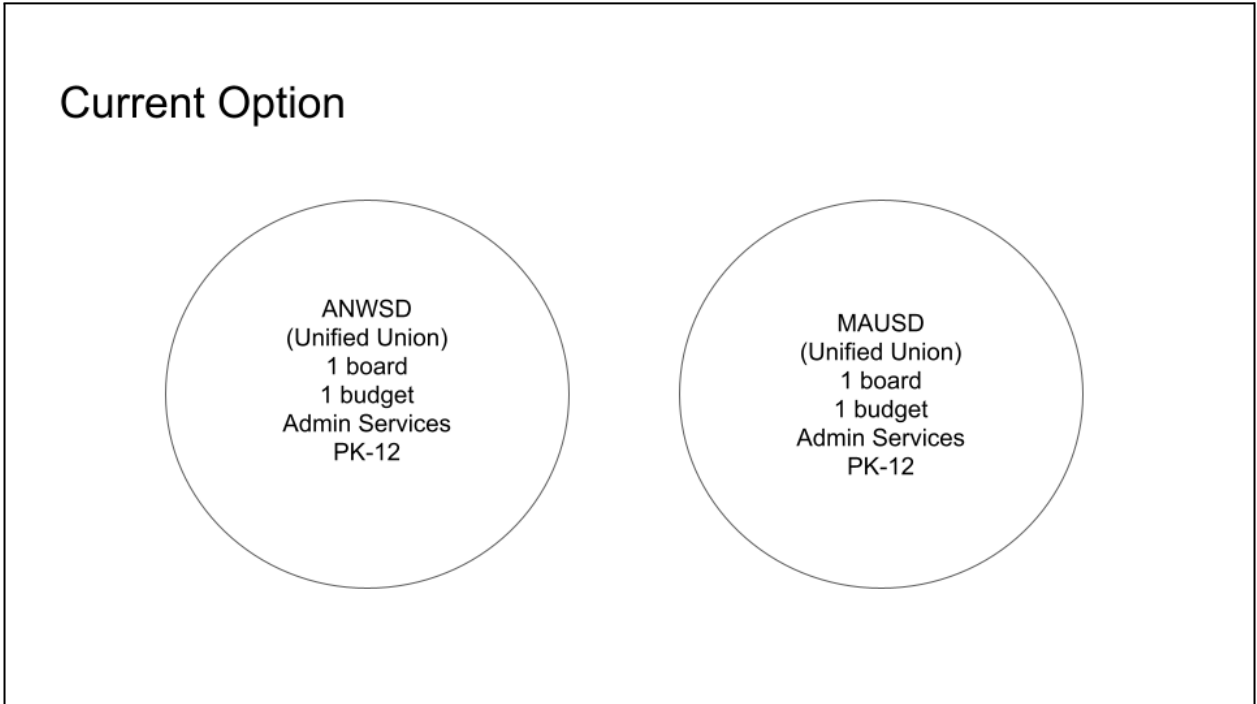 Current Option
ANWSD
(Unified Union)
1 board
1 budget
Admin Services
PK-12
MAUSD
(Unified Union)
1 board
1 budget
Admin Services
PK-12